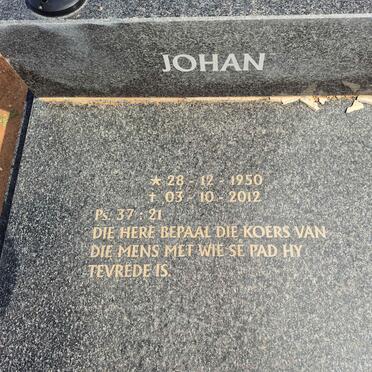 JOHAN
★ 28 - 12 - 1950
† 03 - 10 - 2012
Ps. 37 : 21
DIE HERE BEPAAL DIE KOERS VAN
DIE MENS MET WIE SE PAD HY
TEVREDE IS.